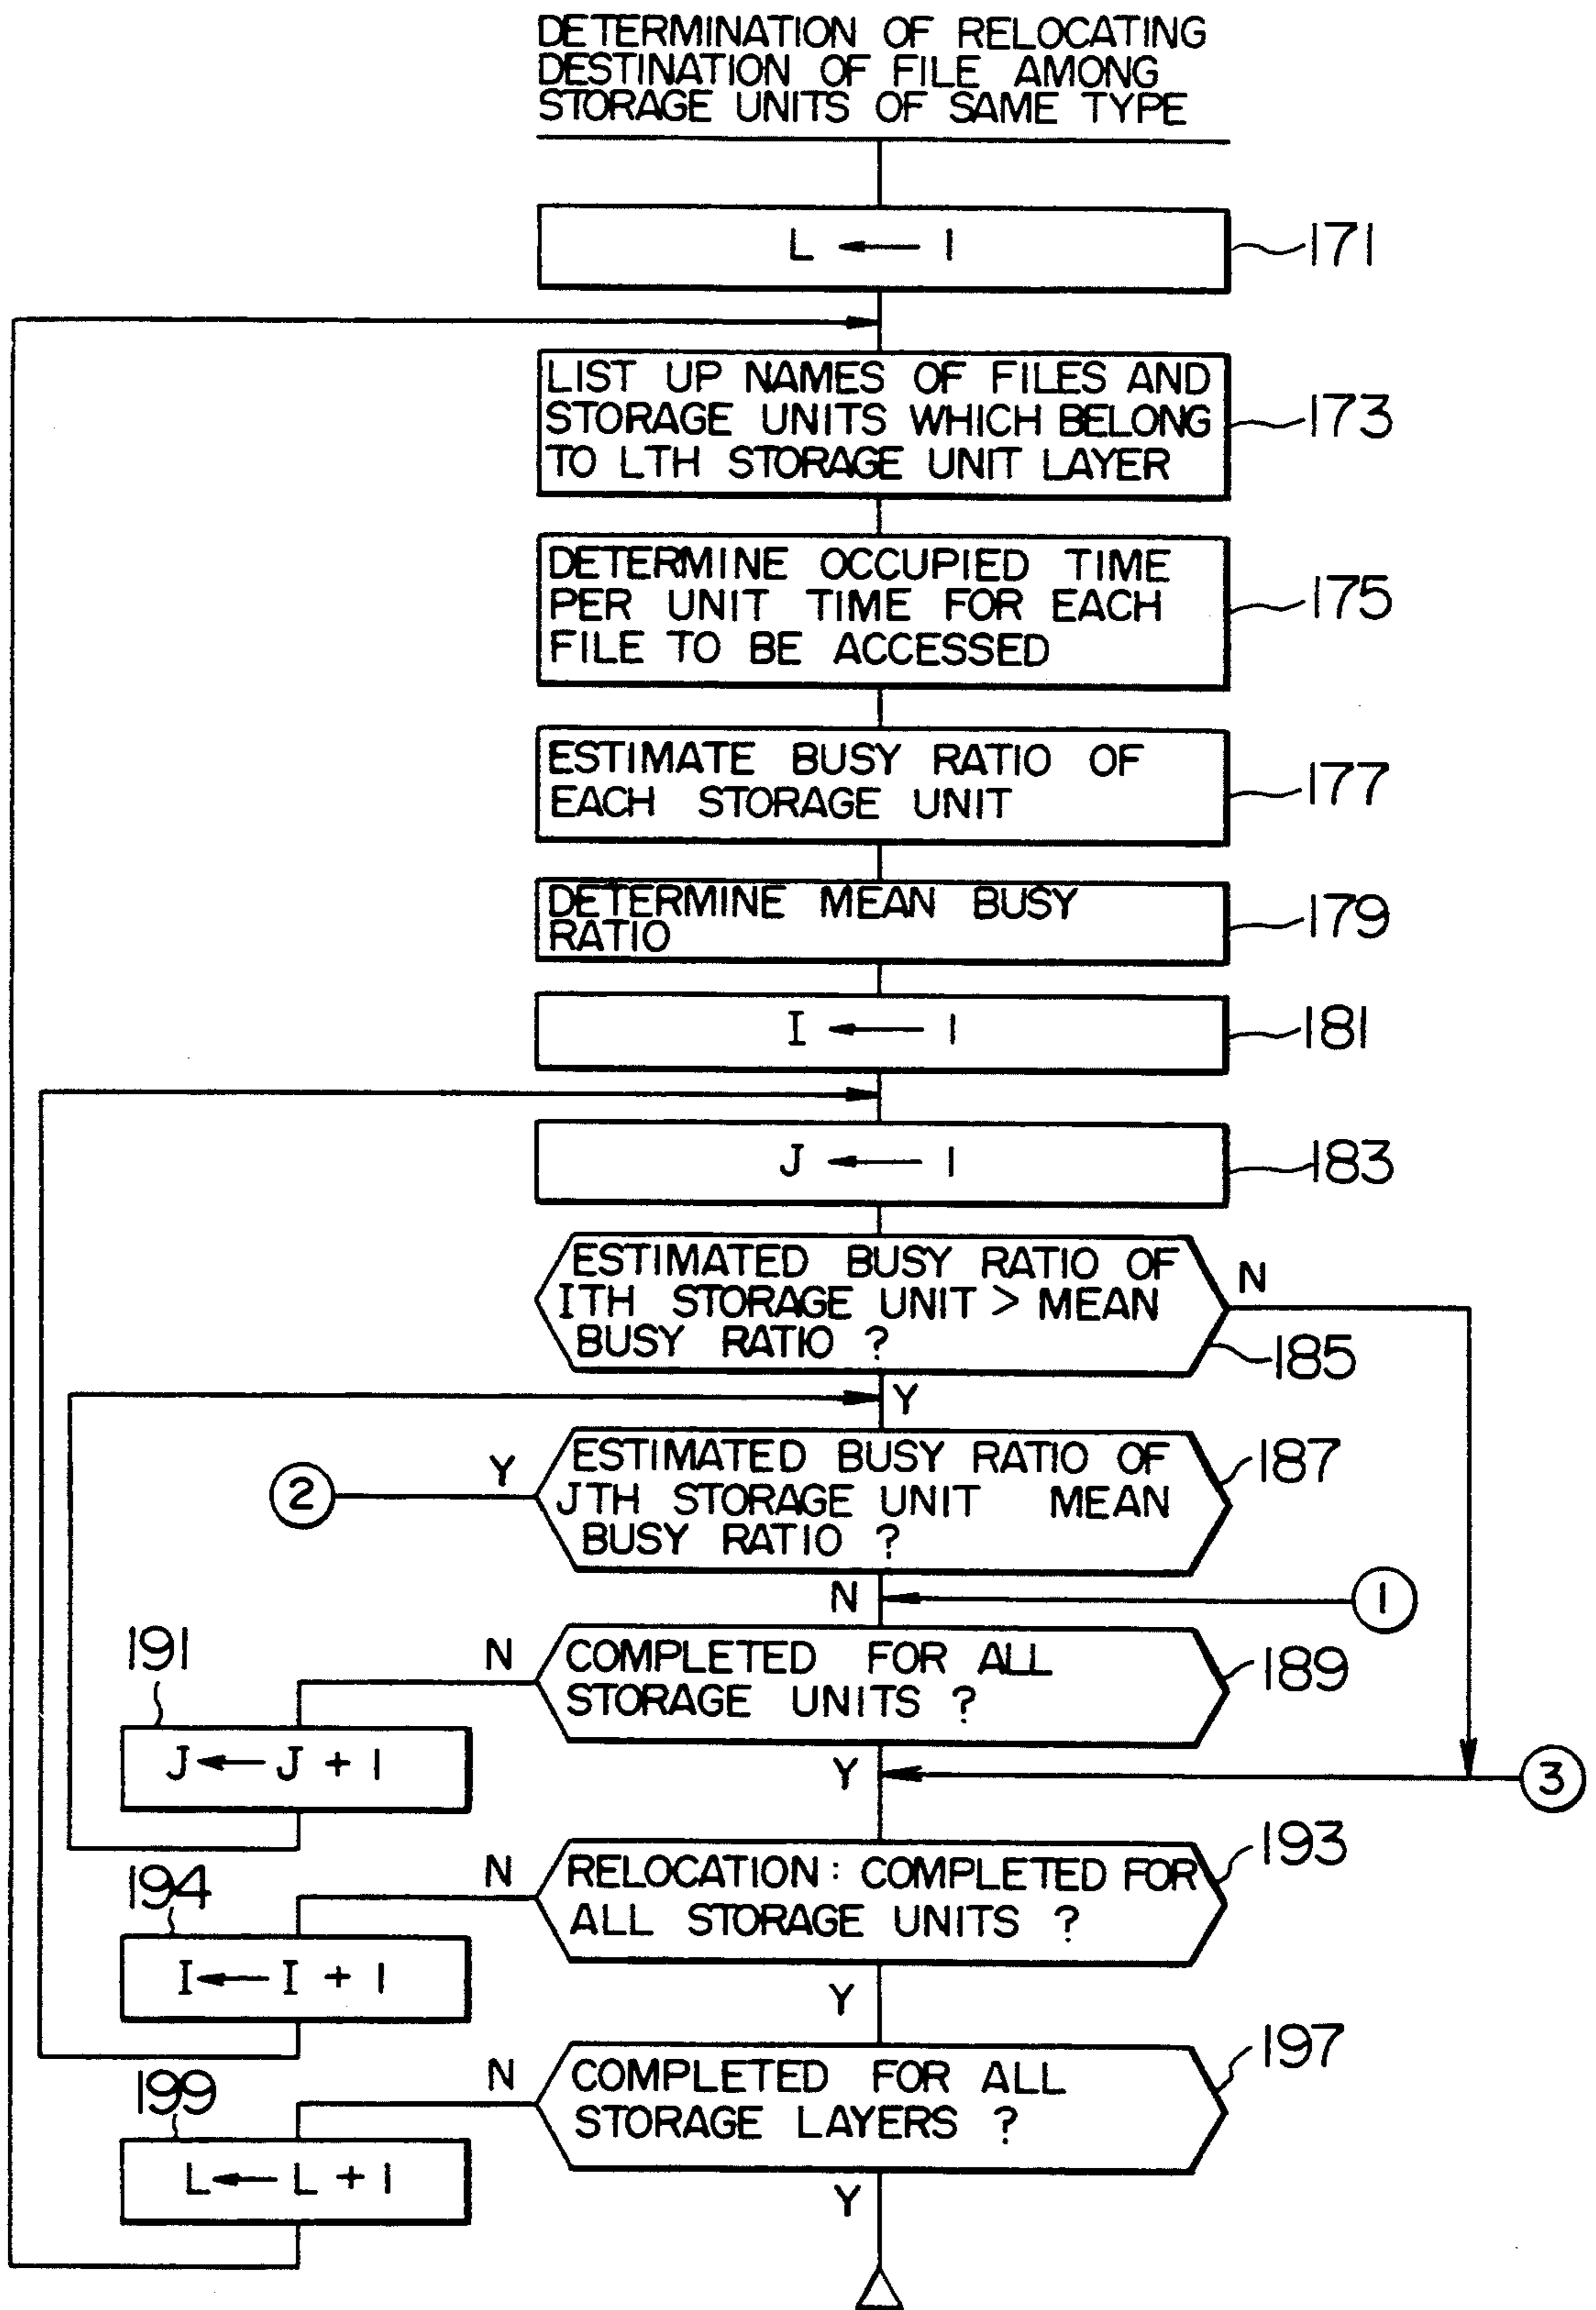 DETERMINATION OF RELOCATING
DESTINATION OF FILE AMONG
STORAGE UNITS OF SAME TYPE
L ← 1
171
LIST UP NAMES OF FILES AND
STORAGE UNITS WHICH BELONG
TO LTH STORAGE UNIT LAYER
173
DETERMINE OCCUPIED TIME
PER UNIT TIME FOR EACH
FILE TO BE ACCESSED
175
ESTIMATE BUSY RATIO OF
EACH STORAGE UNIT
177
DETERMINE MEAN BUSY
RATIO
179
I ← 1
181
J ← 1
183
ESTIMATED BUSY RATIO OF
ITH STORAGE UNIT > MEAN
BUSY RATIO ?
N
185
Y
ESTIMATED BUSY RATIO OF
JTH STORAGE UNIT MEAN
BUSY RATIO ?
187
Y
2
N
1
COMPLETED FOR ALL
STORAGE UNITS ?
189
N
191
J ← J + 1
Y
3
RELOCATION : COMPLETED FOR
ALL STORAGE UNITS ?
193
N
194
I ← I + 1
Y
COMPLETED FOR ALL
STORAGE LAYERS ?
197
N
199
L ← L + 1
Y